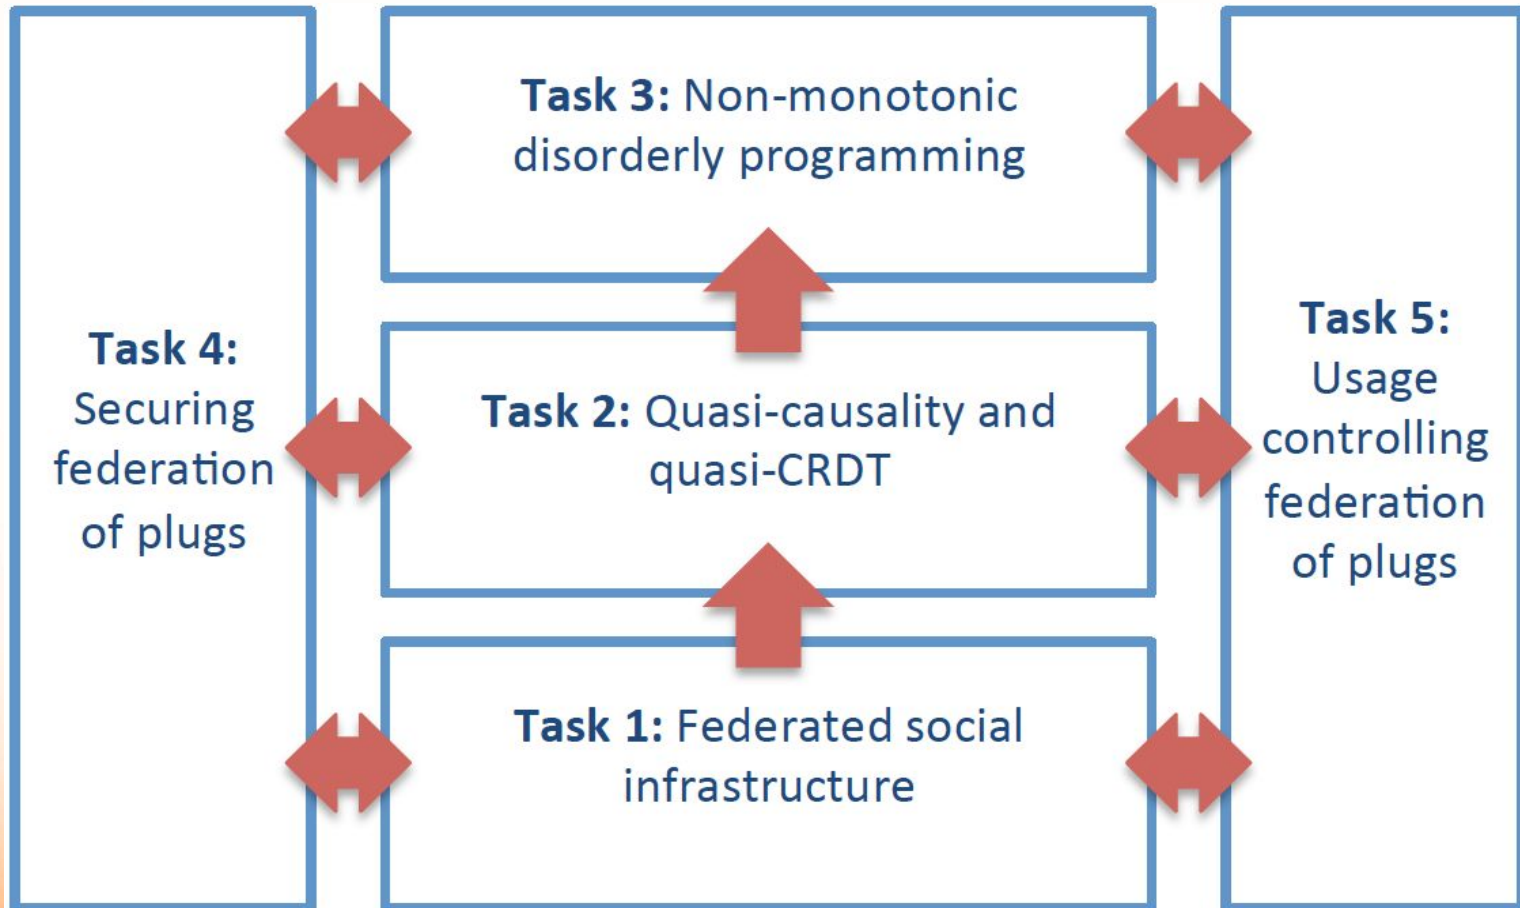 Task 3: Non-monotonic
disorderly programming
Task 4:
Securing
federation
of plugs
Task 2: Quasi-causality and
quasi-CRDT
Task 5:
Usage
controlling
federation
of plugs
Task 1: Federated social
infrastructure